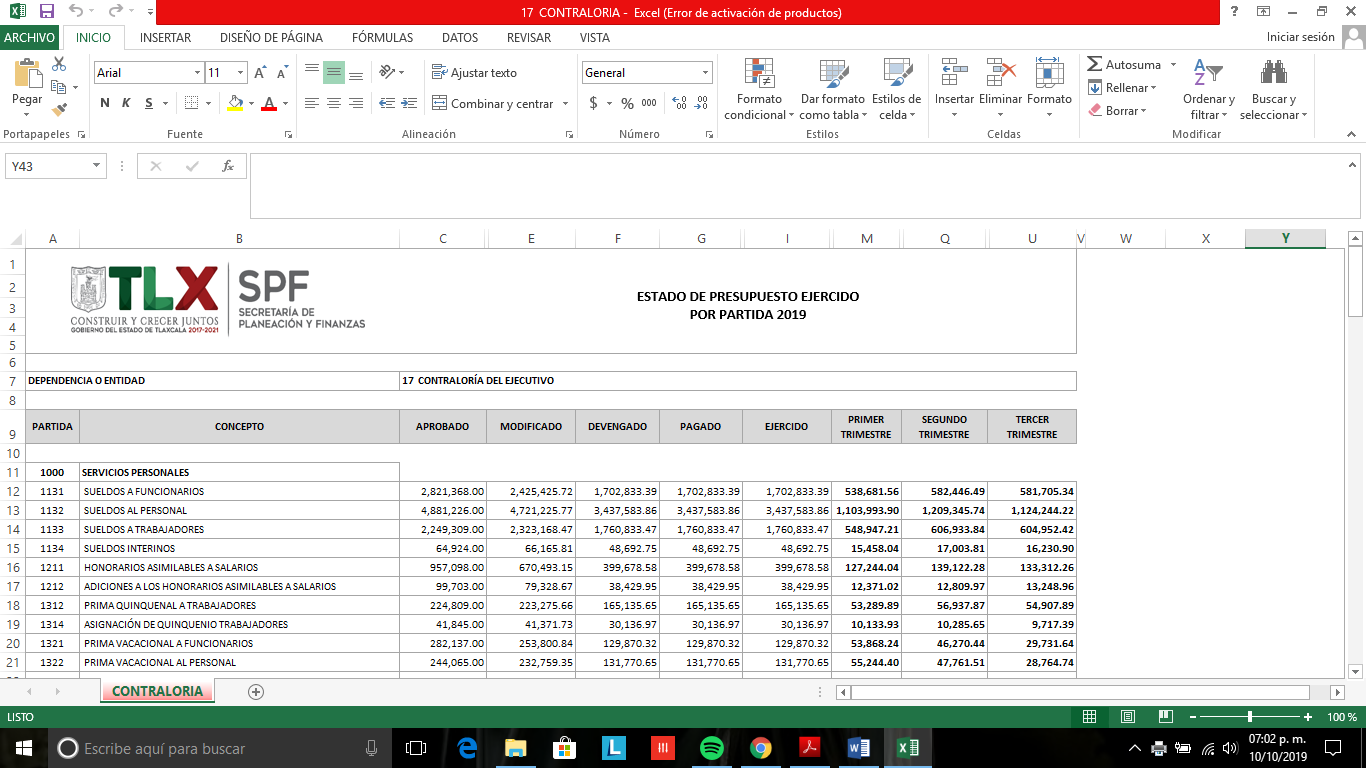 17 CONTRALORIA - Excel (Error de activación de productos)
ARCHIVO INICIO INSERTAR DISEÑO DE PÁGINA FÓRMULAS DATOS REVISAR VISTA Iniciar sesión
Pegar
Portapapeles
Arial 11
N K S
Fuente
Ajustar texto
Combinar y centrar
Alineación
General
$ % 000
Número
Formato condicional
Dar formato como tabla
Estilos de celda
Estilos
Insertar Eliminar Formato
Celdas
Autosuma
Rellenar
Borrar
Ordenar y filtrar
Buscar y seleccionar
Modificar
Y43
fx
A B C E F G I M Q U V W X Y
1
2
3
4
5
TLX
CONSTRUIR Y CRECER JUNTOS
GOBIERNO DEL ESTADO DE TLAXCALA 2017-2021
SPF
SECRETARÍA DE
PLANEACIÓN Y FINANZAS
ESTADO DE PRESUPUESTO EJERCIDO
POR PARTIDA 2019
6
7 DEPENDENCIA O ENTIDAD 17 CONTRALORÍA DEL EJECUTIVO
8
9 PARTIDA CONCEPTO APROBADO MODIFICADO DEVENGADO PAGADO EJERCIDO PRIMER TRIMESTRE SEGUNDO TRIMESTRE TERCER TRIMESTRE
10
11 1000 SERVICIOS PERSONALES
12 1131 SUELDOS A FUNCIONARIOS 2,821,368.00 2,425,425.72 1,702,833.39 1,702,833.39 1,702,833.39 538,681.56 582,446.49 581,705.34
13 1132 SUELDOS AL PERSONAL 4,881,226.00 4,721,225.77 3,437,583.86 3,437,583.86 3,437,583.86 1,103,993.90 1,209,345.74 1,124,244.22
14 1133 SUELDOS A TRABAJADORES 2,249,309.00 2,323,168.47 1,760,833.47 1,760,833.47 1,760,833.47 548,947.21 606,933.84 604,952.42
15 1134 SUELDOS INTERINOS 64,924.00 66,165.81 48,692.75 48,692.75 48,692.75 15,458.04 17,003.81 16,230.90
16 1211 HONORARIOS ASIMILABLES A SALARIOS 957,098.00 670,493.15 399,678.58 399,678.58 399,678.58 127,244.04 139,122.28 133,312.26
17 1212 ADICIONES A LOS HONORARIOS ASIMILABLES A SALARIOS 99,703.00 79,328.67 38,429.95 38,429.95 38,429.95 12,371.02 12,809.97 13,248.96
18 1312 PRIMA QUINQUENAL A TRABAJADORES 224,809.00 223,275.66 165,135.65 165,135.65 165,135.65 53,289.89 56,937.87 54,907.89
19 1314 ASIGNACIÓN DE QUINQUENIO TRABAJADORES 41,845.00 41,371.73 30,136.97 30,136.97 30,136.97 10,133.93 10,285.65 9,717.39
20 1321 PRIMA VACACIONAL A FUNCIONARIOS 282,137.00 253,800.84 129,870.32 129,870.32 129,870.32 53,868.24 46,270.44 29,731.64
21 1322 PRIMA VACACIONAL AL PERSONAL 244,065.00 232,759.35 131,770.65 131,770.65 131,770.65 55,244.40 47,761.51 28,764.74
CONTRALORIA
LISTO 100 %
Escribe aquí para buscar
07:02 p. m.
10/10/2019